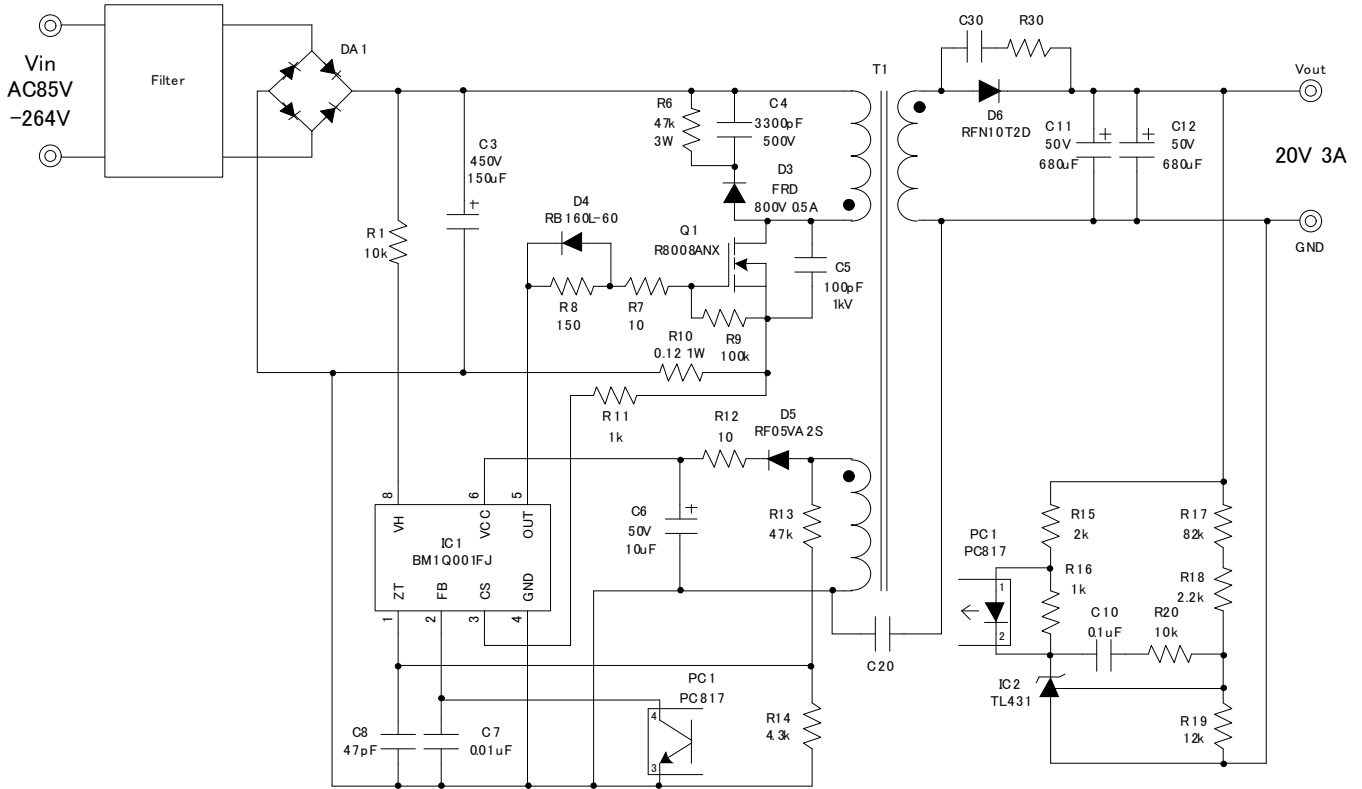 Vin
AC85V
-264V
Filter
DA1
C3
450V
150uF
R1
10k
R6
47k
3W
C4
3300pF
500V
D3
FRD
800V 0.5A
T1
C30
R30
D6
RFN10T2D
C11
50V
680uF
C12
50V
680uF
Vout
20V 3A
GND
D4
RB160L-60
R8
150
R7
10
Q1
R8008ANX
R9
100k
C5
100pF
1kV
R10
0.12 1W
R11
1k
R12
10
D5
RF05VA2S
C6
50V
10uF
R13
47k
8
6
5
VH
VCC
OUT
IC1
BM1Q001FJ
ZT
FB
CS
GND
1
2
3
4
C20
PC1
PC817
1
2
R15
2k
R16
1k
R17
82k
R18
2.2k
C10
0.1uF
R20
10k
IC2
TL431
R19
12k
C8
47pF
C7
0.01uF
PC1
PC817
4
3
R14
4.3k